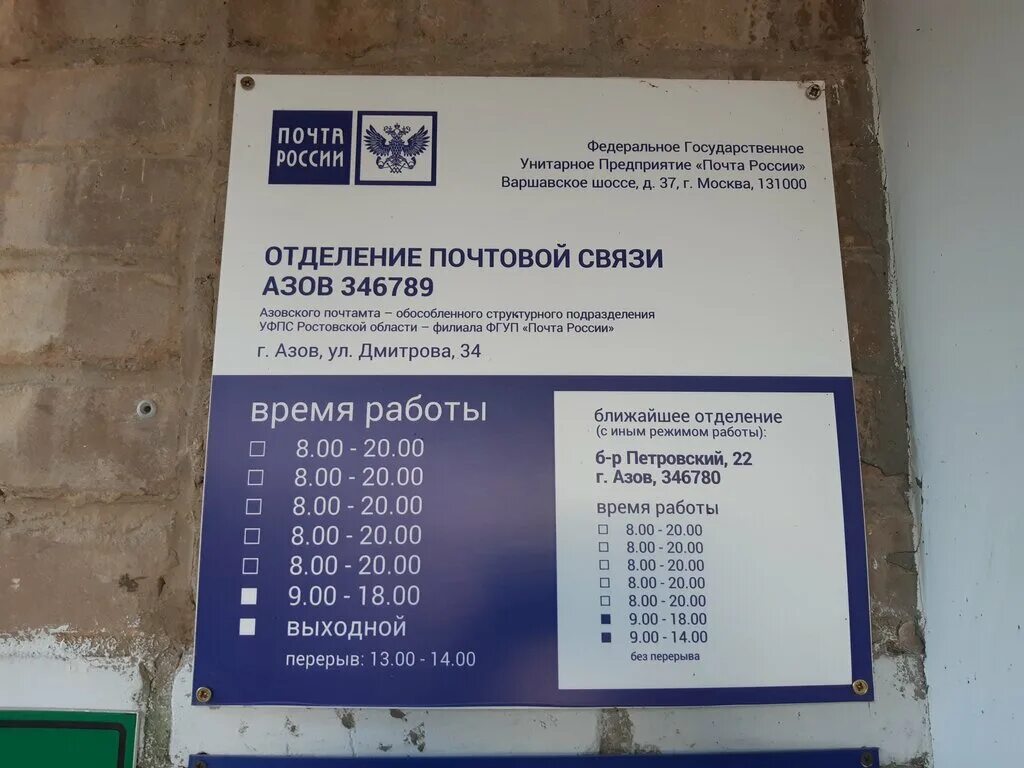 ПОЧТА
РОССИИ
Федеральное Государственное
Унитарное Предприятие «Почта России»
Варшавское шоссе, д. 37, г. Москва, 131000
ОТДЕЛЕНИЕ ПОЧТОВОЙ СВЯЗИ
АЗОВ 346789
Азовского почтамта – обособленного структурного подразделения
УФПС Ростовской области – филиала ФГУП «Почта России»
г. Азов, ул. Дмитрова, 34
время работы
8.00 - 20.00
8.00 - 20.00
8.00 - 20.00
8.00 - 20.00
8.00 - 20.00
9.00 - 18.00
выходной
перерыв: 13.00 - 14.00
ближайшее отделение
(с иным режимом работы):
б-р Петровский, 22
г. Азов, 346780
время работы
8.00 - 20.00
8.00 - 20.00
8.00 - 20.00
8.00 - 20.00
8.00 - 20.00
9.00 - 18.00
9.00 - 14.00
без перерыва